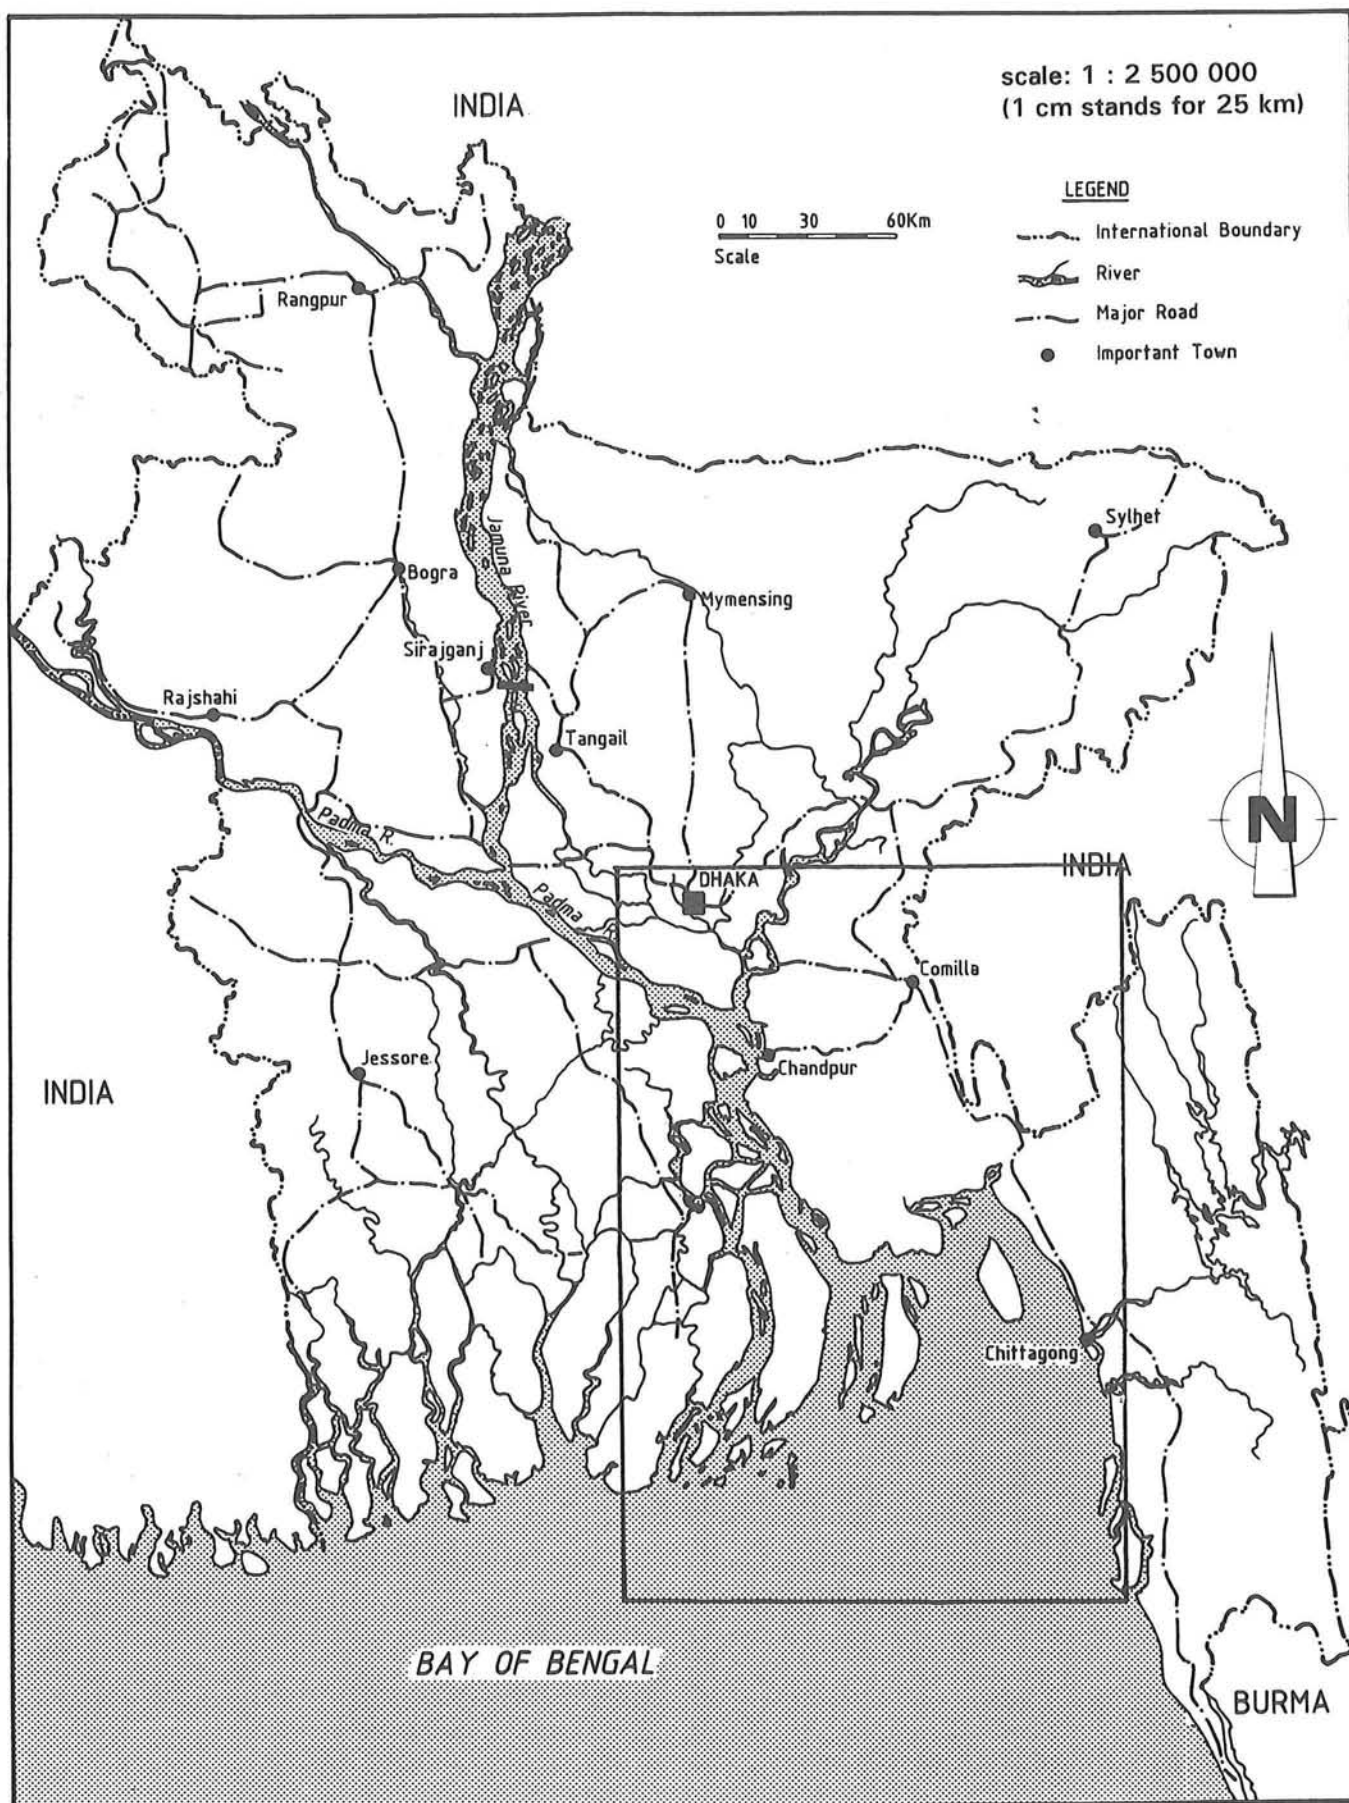 scale: 1 : 2 500 000
(1 cm stands for 25 km)
INDIA
LEGEND
International Boundary
River
Major Road
Important Town
0 10 30 60Km
Scale
Rangpur
Sylhet
Jamuna River
Bogra
Mymensing
Sirajganj
Rajshahi
Tangail
Padma R.
N
INDIA
DHAKA
Padma
Comilla
Jessore
Chandpur
INDIA
Chittagong
BAY OF BENGAL
BURMA